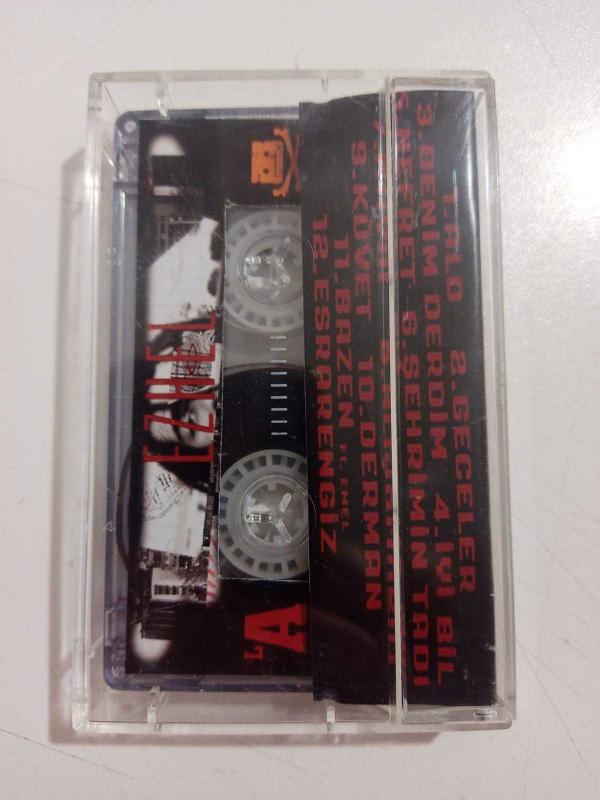 1.ALO 2.GECELER
3.BENİM DERDİM 4.İYİ BİL
5.NEFRET 6.ŞEHRİMİN TADI
9.KÜVET 10.DERMAN
11.BAZEN FT. EMEL
12.ESRARENGİZ
EZHEL
A